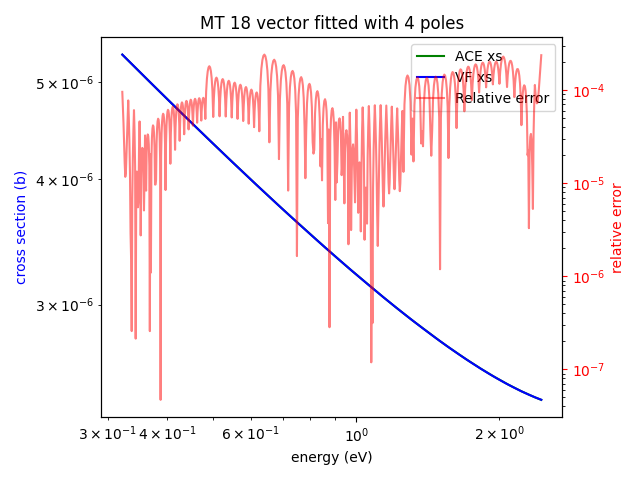 MT 18 vector fitted with 4 poles
ACE xs
VF xs
Relative error
cross section (b)
5 × 10⁻⁶
4 × 10⁻⁶
3 × 10⁻⁶
relative error
10⁻⁴
10⁻⁵
10⁻⁶
10⁻⁷
3 × 10⁻¹ 4 × 10⁻¹ 6 × 10⁻¹ 10⁰ 2 × 10⁰
energy (eV)